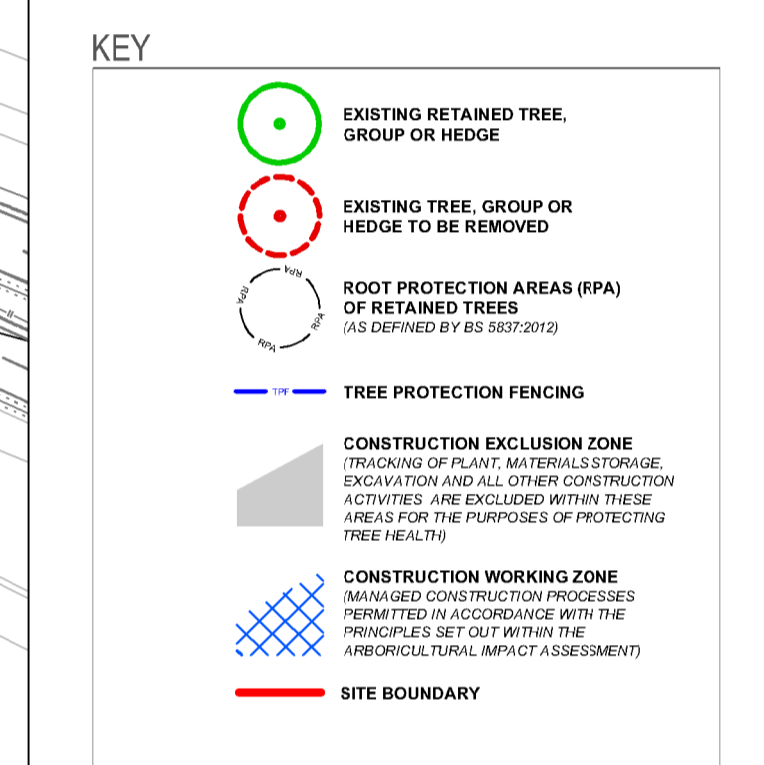 KEY
EXISTING RETAINED TREE,
GROUP OR HEDGE
EXISTING TREE, GROUP OR
HEDGE TO BE REMOVED
RPA
RPA
RPA
RPA
ROOT PROTECTION AREAS (RPA)
OF RETAINED TREES
(AS DEFINED BY BS 5837:2012)
TPF
TREE PROTECTION FENCING
CONSTRUCTION EXCLUSION ZONE
(TRACKING OF PLANT, MATERIALS STORAGE,
EXCAVATION AND ALL OTHER CONSTRUCTION
ACTIVITIES ARE EXCLUDED WITHIN THESE
AREAS FOR THE PURPOSES OF PROTECTING
TREE HEALTH)
CONSTRUCTION WORKING ZONE
(MANAGED CONSTRUCTION PROCESSES
PERMITTED IN ACCORDANCE WITH THE
PRINCIPLES SET OUT WITHIN THE
ARBORICULTURAL IMPACT ASSESSMENT)
SITE BOUNDARY